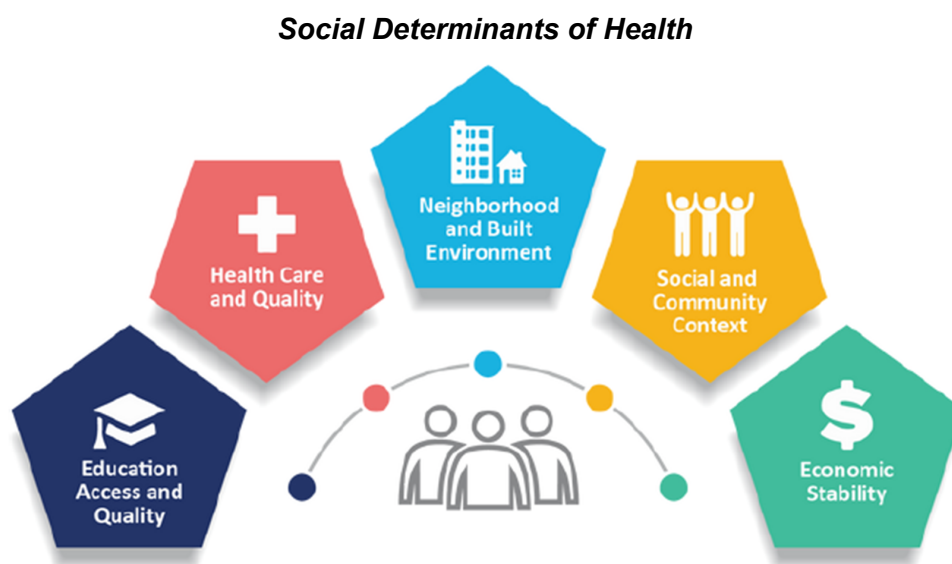 Social Determinants of Health
Education
Access and
Quality
Health Care
and Quality
Neighborhood
and Built
Environment
Social and
Community
Context
$
Economic
Stability